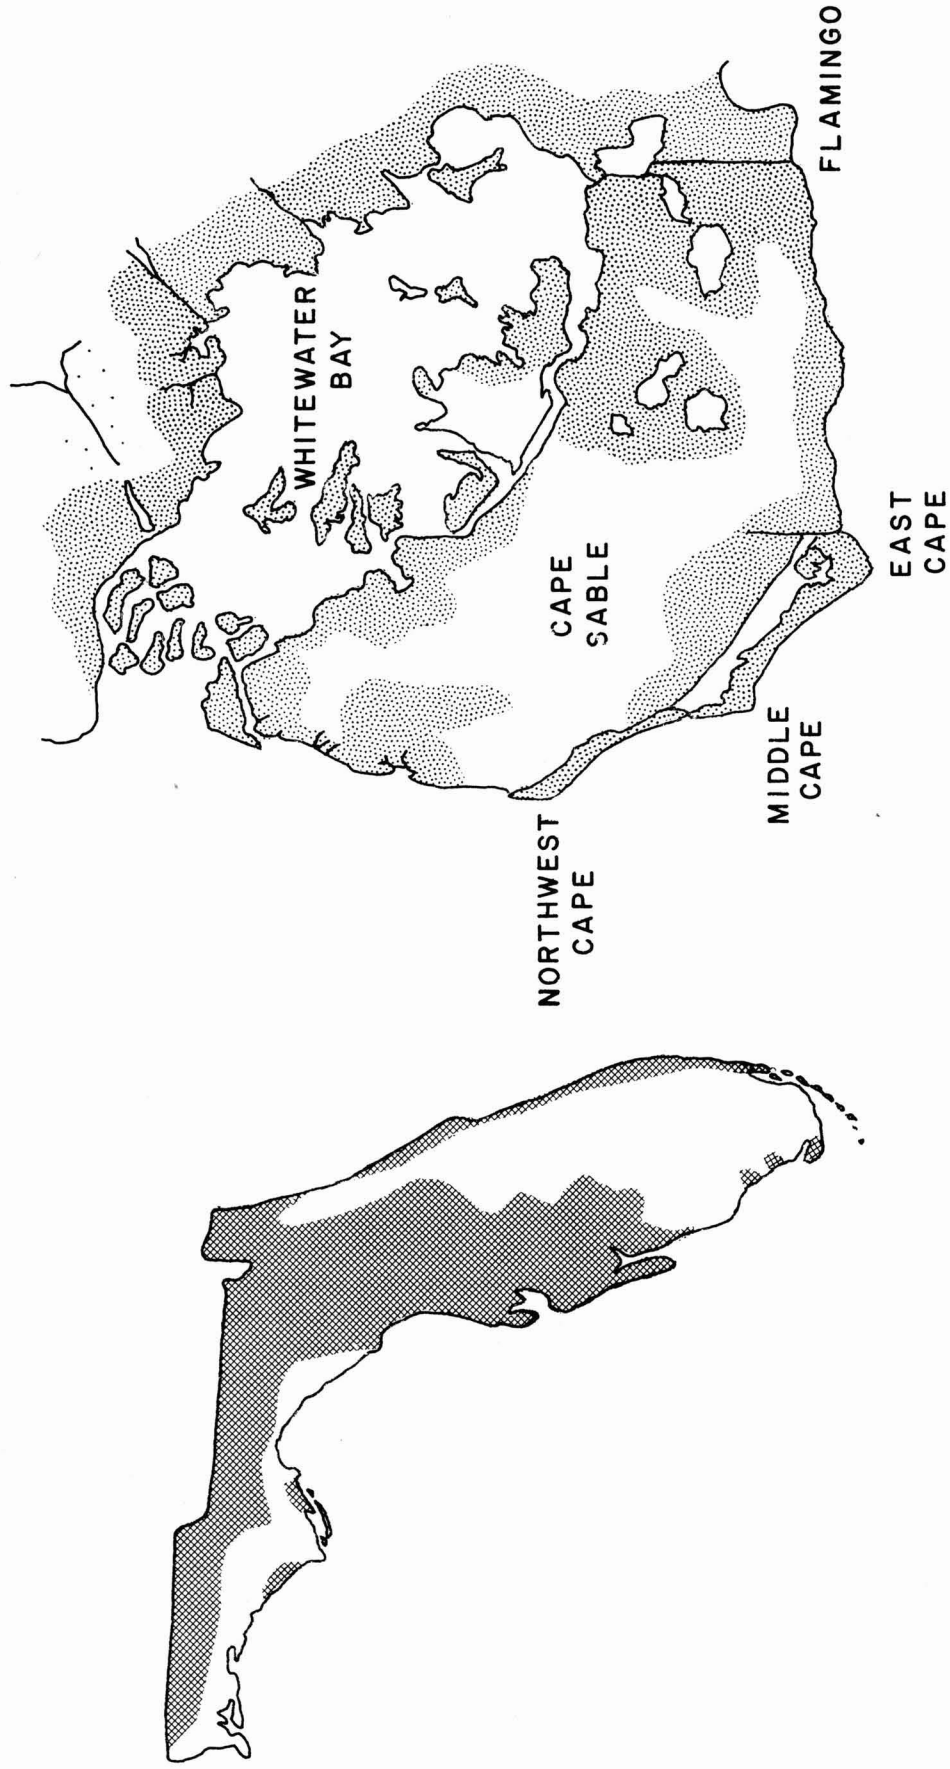 WHITEWATER
BAY
CAPE
SABLE
FLAMINGO
EAST
CAPE
MIDDLE
CAPE
NORTHWEST
CAPE